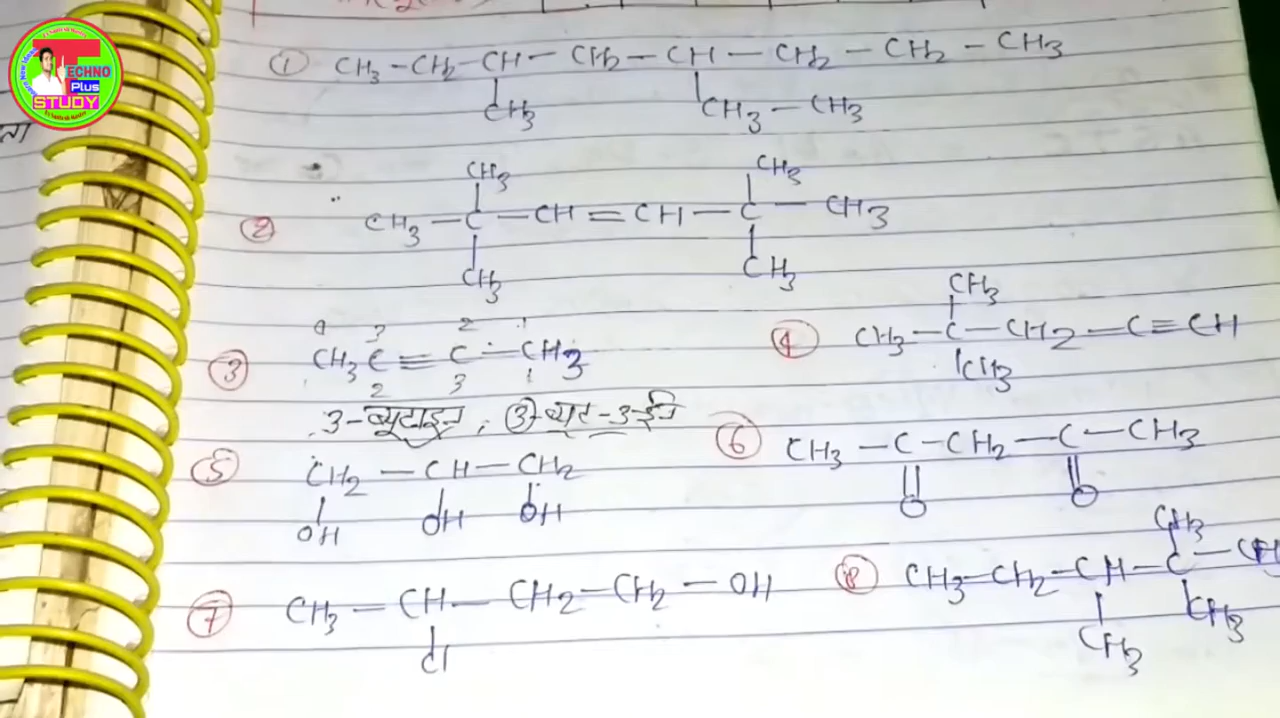 TECHNO
Plus
STUDY
① CH3 - CH2 - CH - CH2 - CH - CH2 - CH2 - CH3
CH3 CH3 - CH3
CH3 CH3
② CH3 - C - CH = CH - C - CH3
CH3 CH3
4 3 2 1
③ CH3 C ≡ C - CH3
2 3 1
3-ब्यूटाइन,
CH3
④ CH3 - C - CH2 - C ≡ CH
CH3
⑤ CH2 - CH - CH2
OH OH OH
⑥ CH3 - C - CH2 - C - CH3
O O
⑦ CH3 - CH - CH2 - CH2 - OH
Cl
CH3
⑧ CH3 - CH2 - CH - C - CH3
CH3 CH3